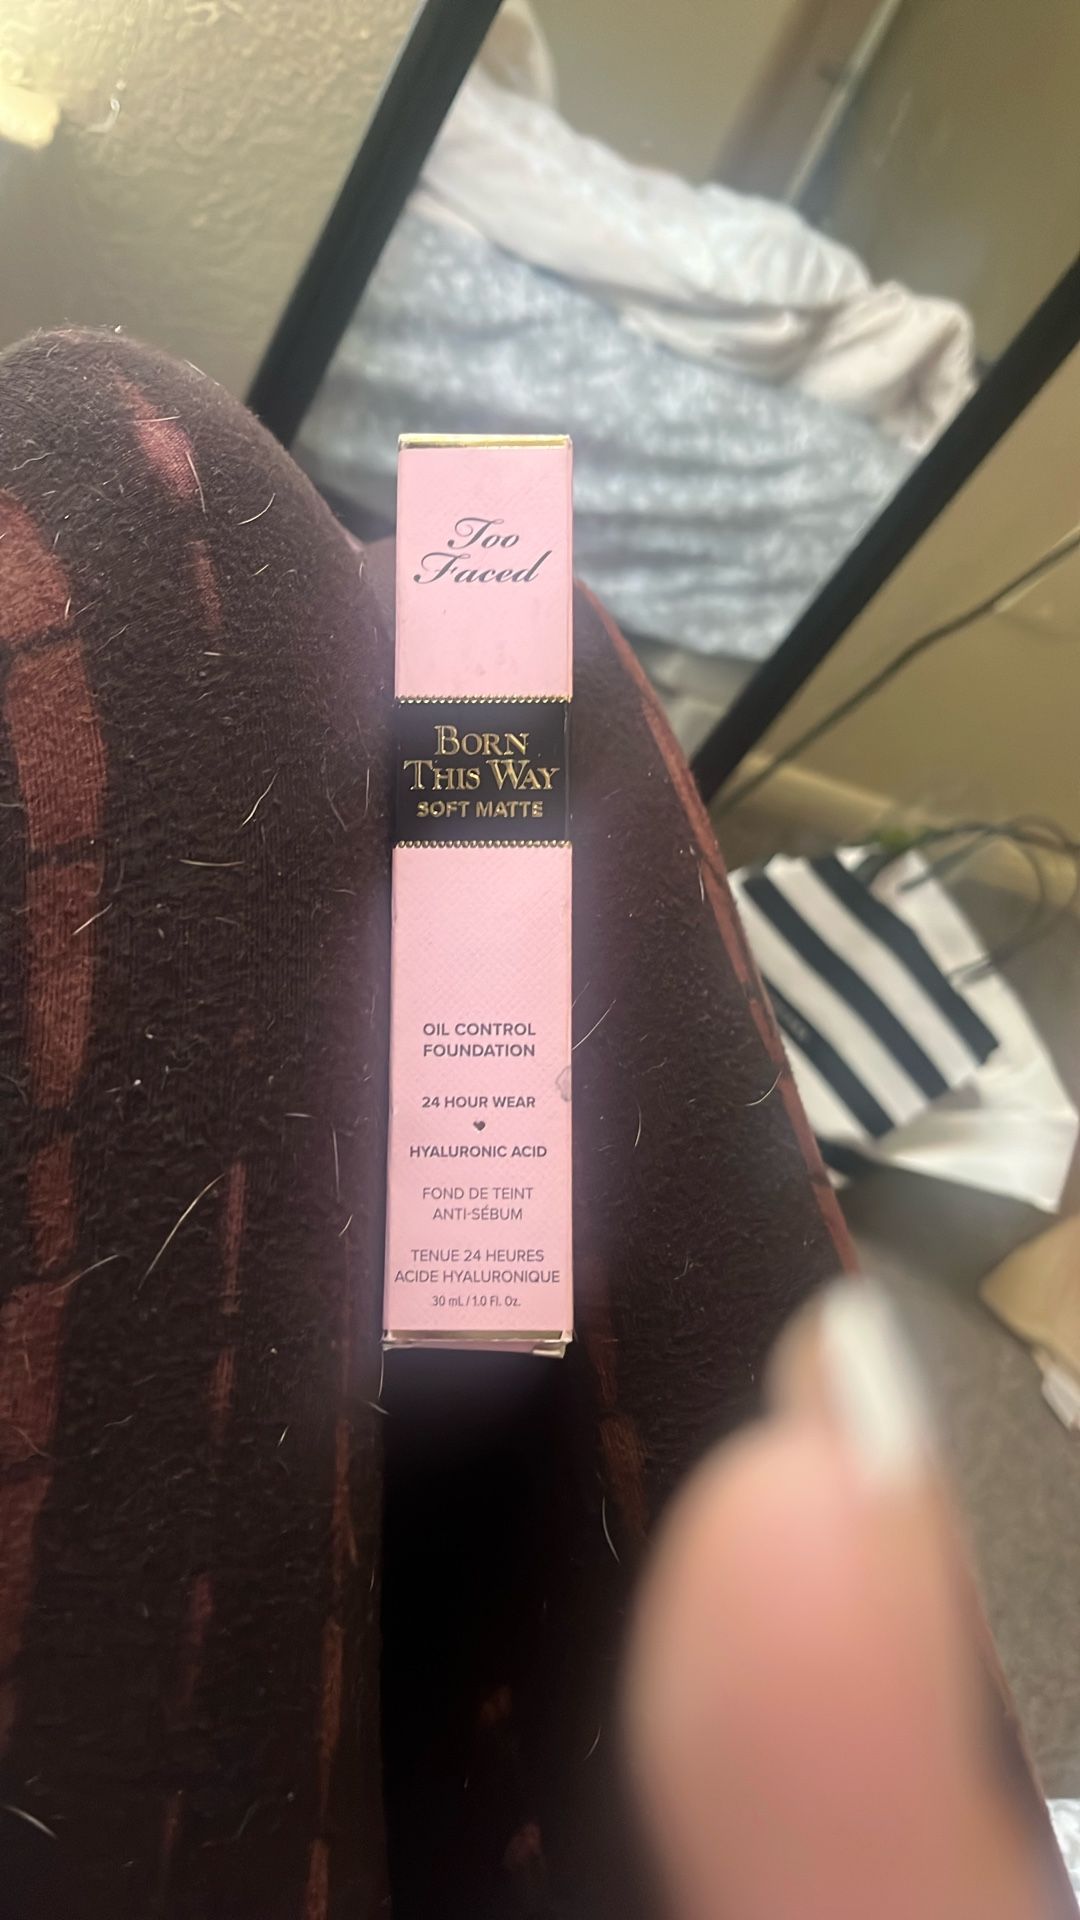 Too
Faced
BORN
THIS WAY
SOFT MATTE
OIL CONTROL
FOUNDATION
24 HOUR WEAR
HYALURONIC ACID
FOND DE TEINT
ANTI-SÉBUM
TENUE 24 HEURES
ACIDE HYALURONIQUE
30 mL / 1.0 Fl. Oz.